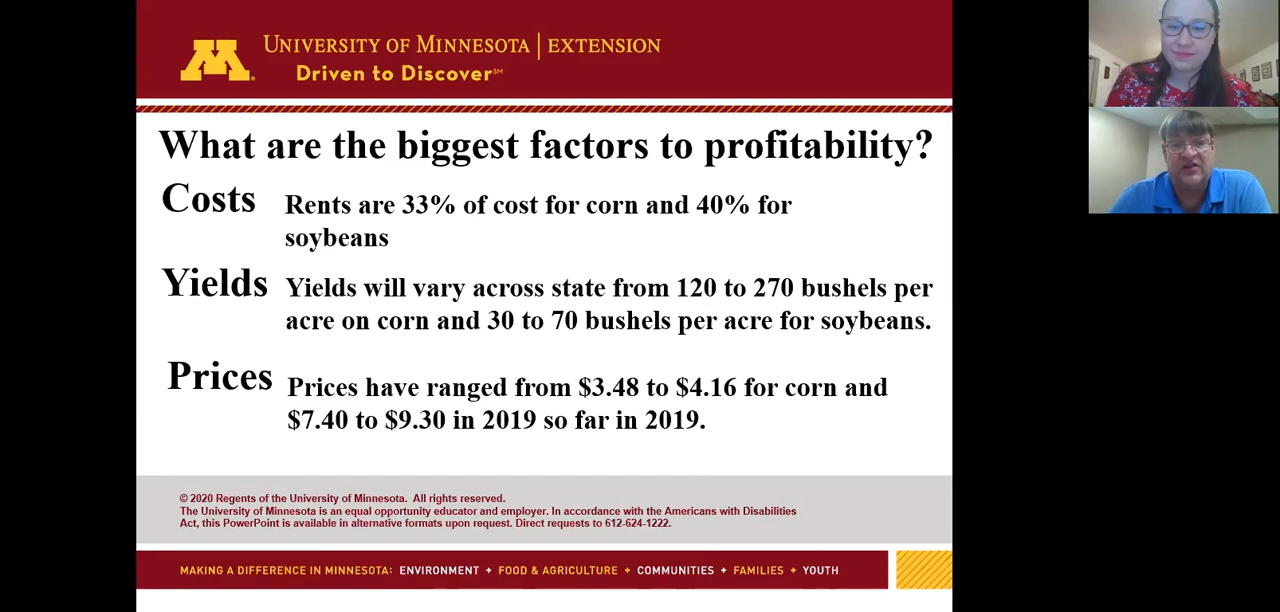 UNIVERSITY OF MINNESOTA | EXTENSION
Driven to Discover℠
What are the biggest factors to profitability?
Costs Rents are 33% of cost for corn and 40% for
soybeans
Yields Yields will vary across state from 120 to 270 bushels per
acre on corn and 30 to 70 bushels per acre for soybeans.
Prices Prices have ranged from $3.48 to $4.16 for corn and
$7.40 to $9.30 in 2019 so far in 2019.
© 2020 Regents of the University of Minnesota. All rights reserved.
The University of Minnesota is an equal opportunity educator and employer. In accordance with the Americans with Disabilities
Act, this PowerPoint is available in alternative formats upon request. Direct requests to 612-624-1222.
MAKING A DIFFERENCE IN MINNESOTA: ENVIRONMENT + FOOD & AGRICULTURE + COMMUNITIES + FAMILIES + YOUTH